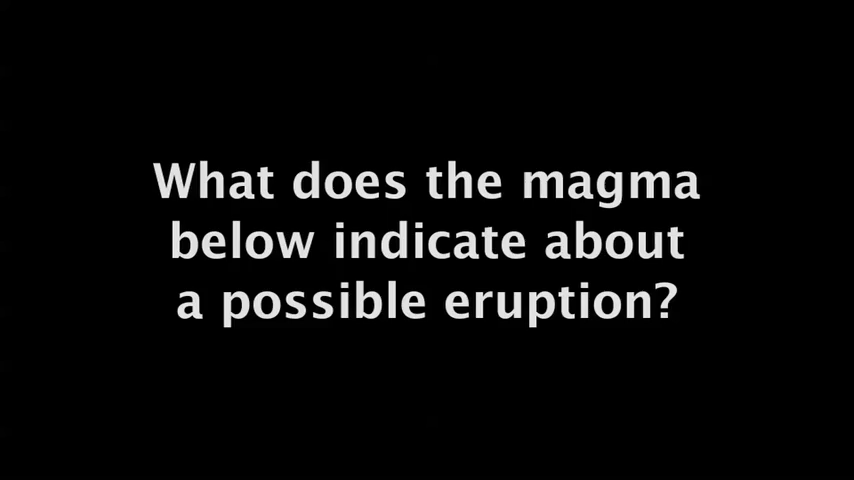 What does the magma
below indicate about
a possible eruption?